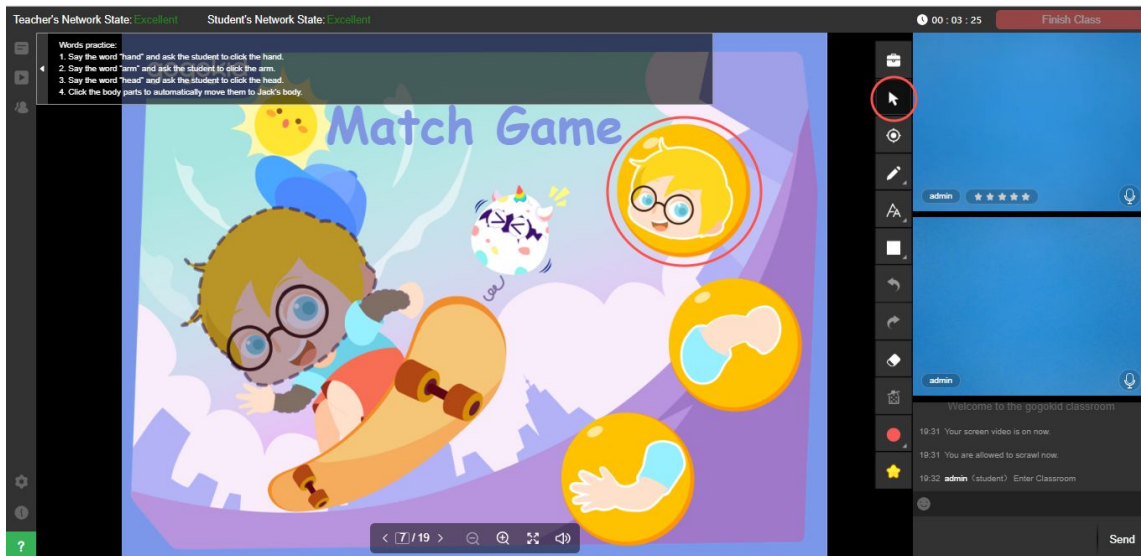 Teacher's Network State: Excellent Student's Network State: Excellent
00 : 03 : 25
Finish Class
Words practice:
1. Say the word "hand" and ask the student to click the hand.
2. Say the word "arm" and ask the student to click the arm.
3. Say the word "head" and ask the student to click the head.
4. Click the body parts to automatically move them to Jack's body.
gogokid
Match Game
admin
admin
Welcome to the gogokid classroom
19:31 Your screen video is on now.
19:31 You are allowed to scrawl now.
19:32 admin (student) Enter Classroom
7 / 19
?
Send